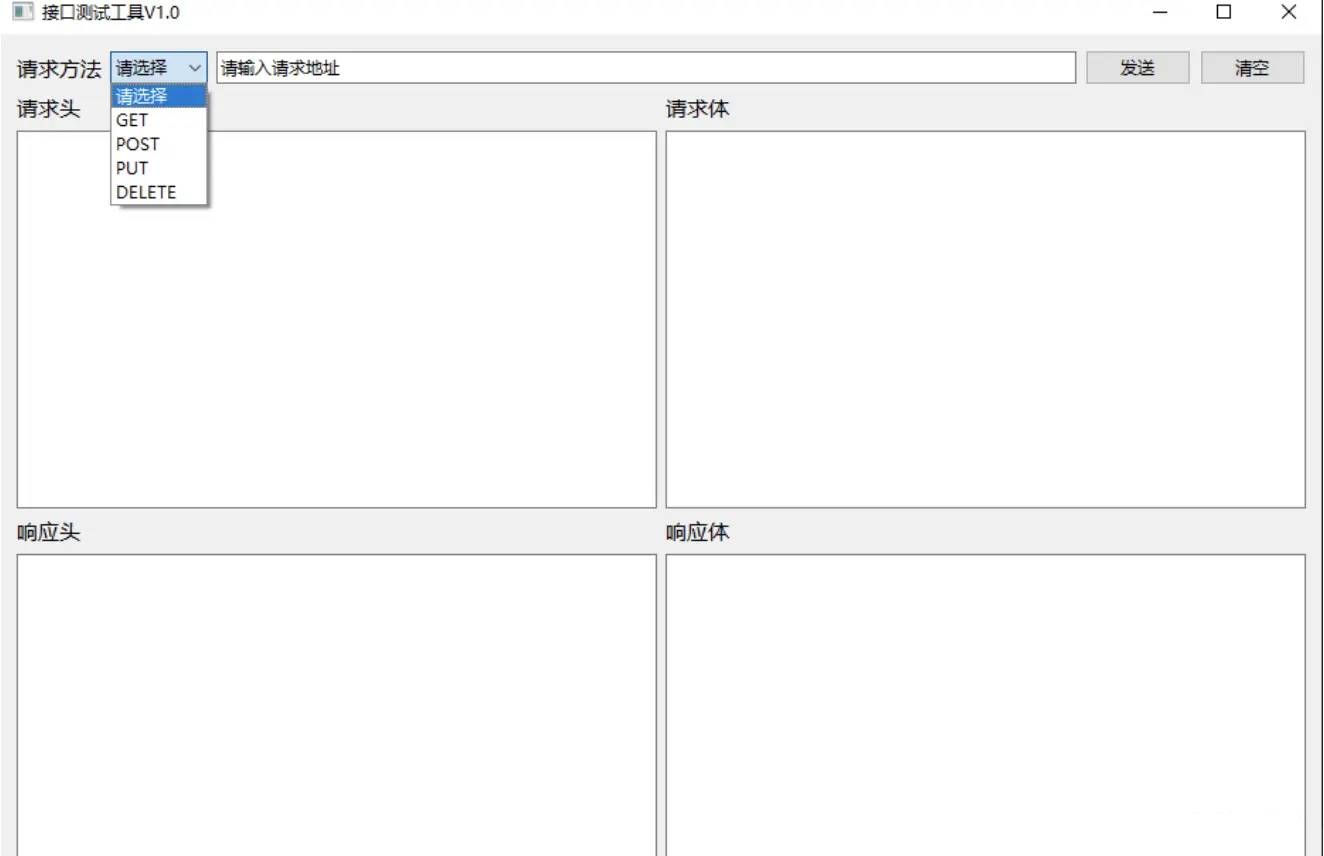 接口测试工具V1.0
请求方法 请选择 请输入请求地址 发送 清空
请选择
GET
POST
PUT
DELETE
请求头 请求体
响应头 响应体